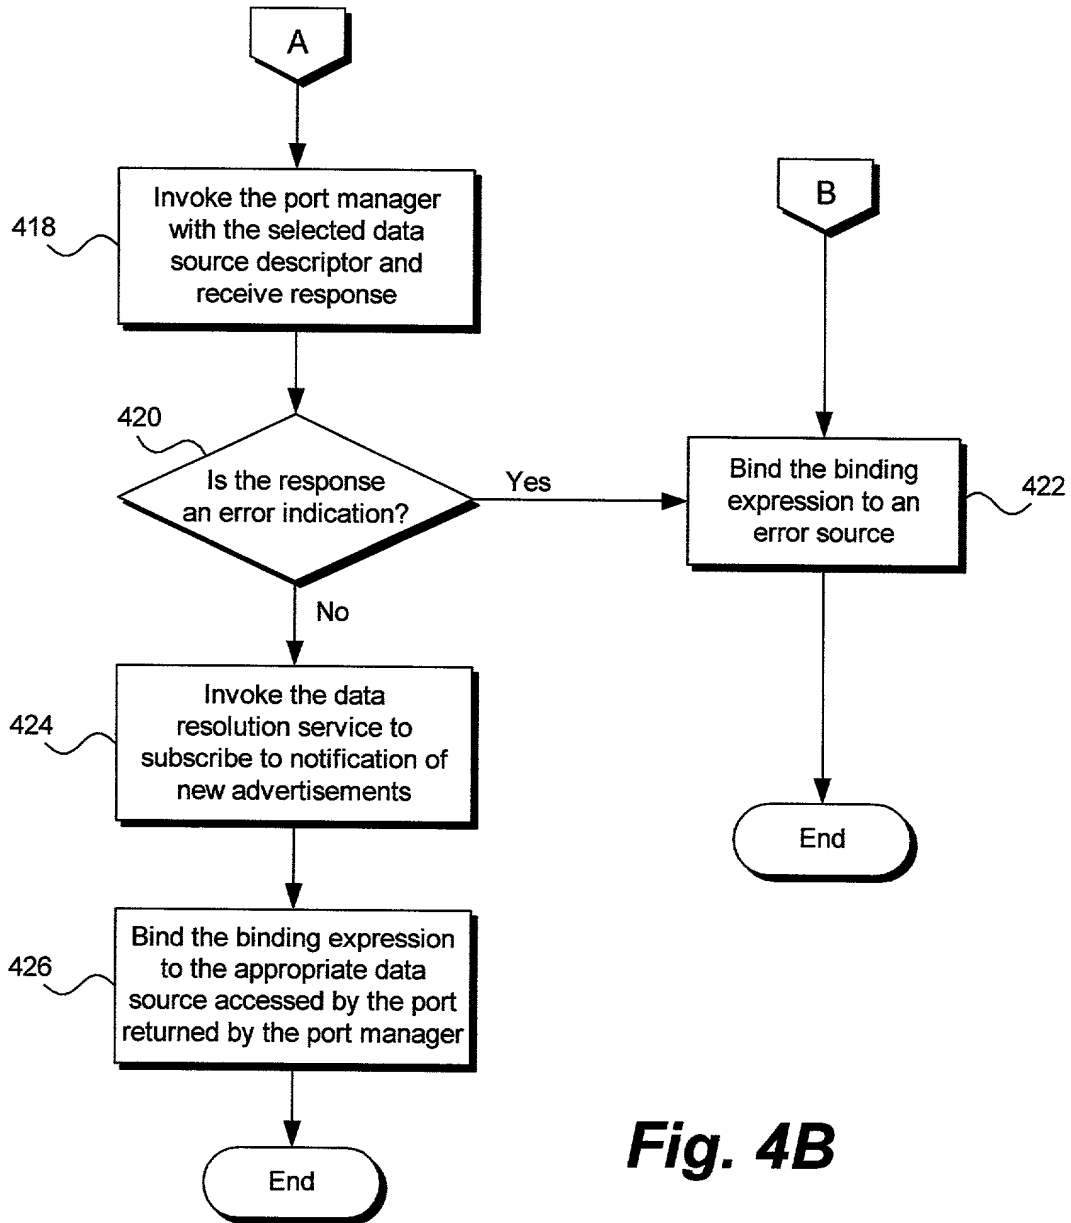 A
418
Invoke the port manager
with the selected data
source descriptor and
receive response
B
420
Is the response
an error indication?
Yes
Bind the binding
expression to an
error source
422
No
424
Invoke the data
resolution service to
subscribe to notification of
new advertisements
End
426
Bind the binding expression
to the appropriate data
source accessed by the port
returned by the port manager
End
Fig. 4B